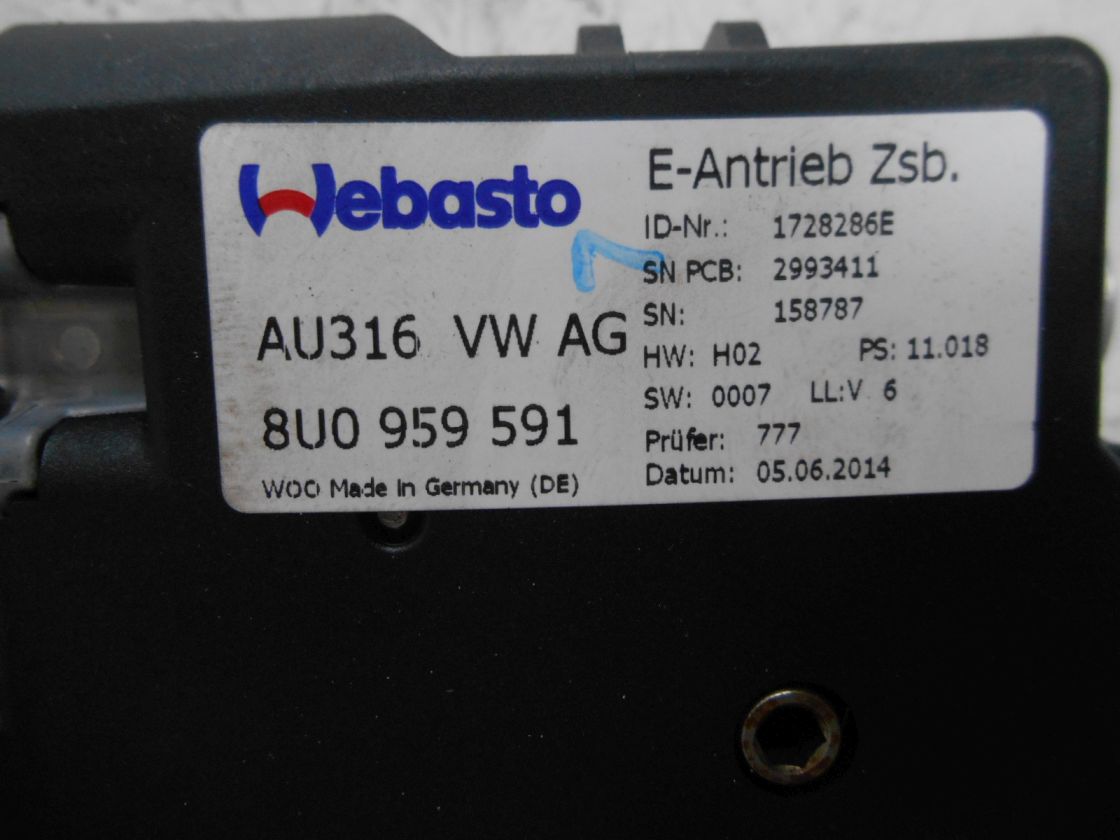 Webasto
AU316 VW AG
8U0 959 591
WOO Made in Germany (DE)
E-Antrieb Zsb.
ID-Nr.: 1728286E
SN PCB: 2993411
SN: 158787
HW: H02 PS: 11.018
SW: 0007 LL:V 6
Prüfer: 777
Datum: 05.06.2014